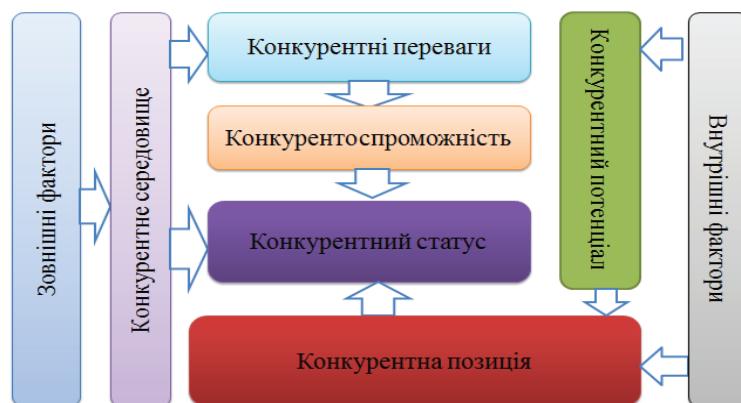 Зовнішні фактори
Конкурентне середовище
Конкурентні переваги
Конкурентоспроможність
Конкурентний статус
Конкурентна позиція
Конкурентний потенціал
Внутрішні фактори